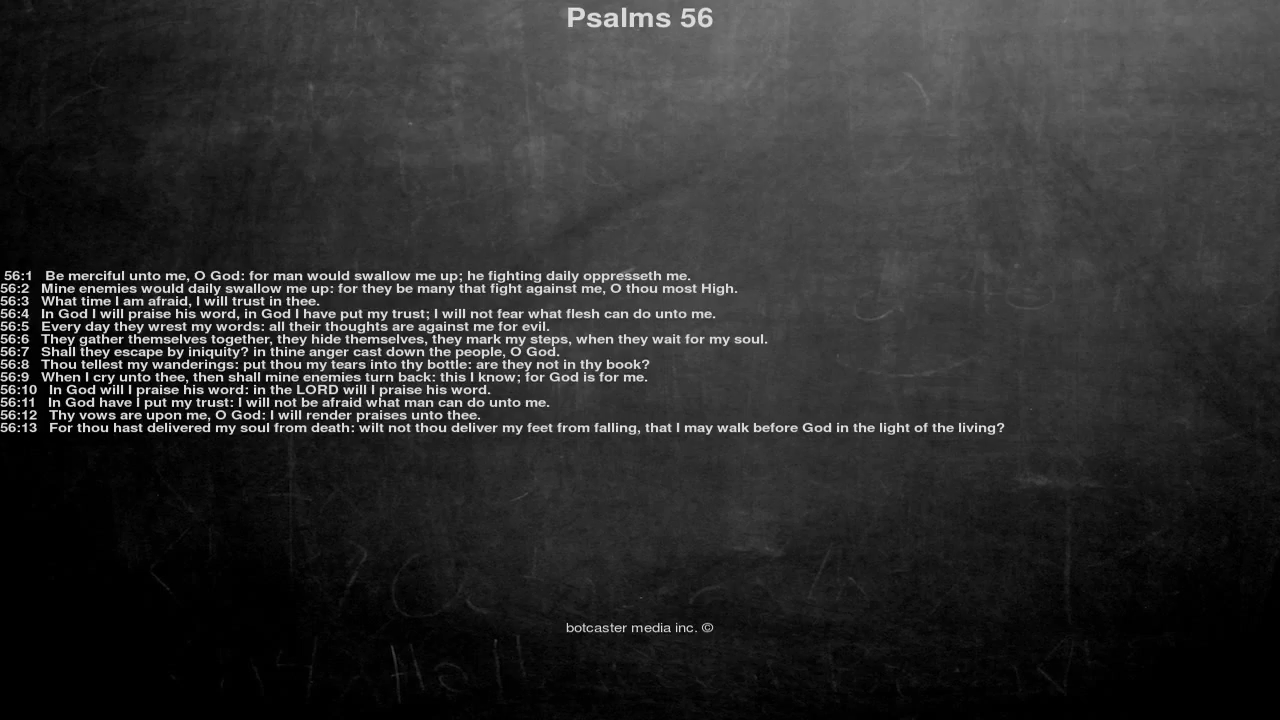 Psalms 56
56:1 Be merciful unto me, O God: for man would swallow me up; he fighting daily oppresseth me.
56:2 Mine enemies would daily swallow me up: for they be many that fight against me, O thou most High.
56:3 What time I am afraid, I will trust in thee.
56:4 In God I will praise his word, in God I have put my trust; I will not fear what flesh can do unto me.
56:5 Every day they wrest my words: all their thoughts are against me for evil.
56:6 They gather themselves together, they hide themselves, they mark my steps, when they wait for my soul.
56:7 Shall they escape by iniquity? in thine anger cast down the people, O God.
56:8 Thou tellest my wanderings: put thou my tears into thy bottle: are they not in thy book?
56:9 When I cry unto thee, then shall mine enemies turn back: this I know; for God is for me.
56:10 In God will I praise his word: in the LORD will I praise his word.
56:11 In God have I put my trust: I will not be afraid what man can do unto me.
56:12 Thy vows are upon me, O God: I will render praises unto thee.
56:13 For thou hast delivered my soul from death: wilt not thou deliver my feet from falling, that I may walk before God in the light of the living?
botcaster media inc. ©